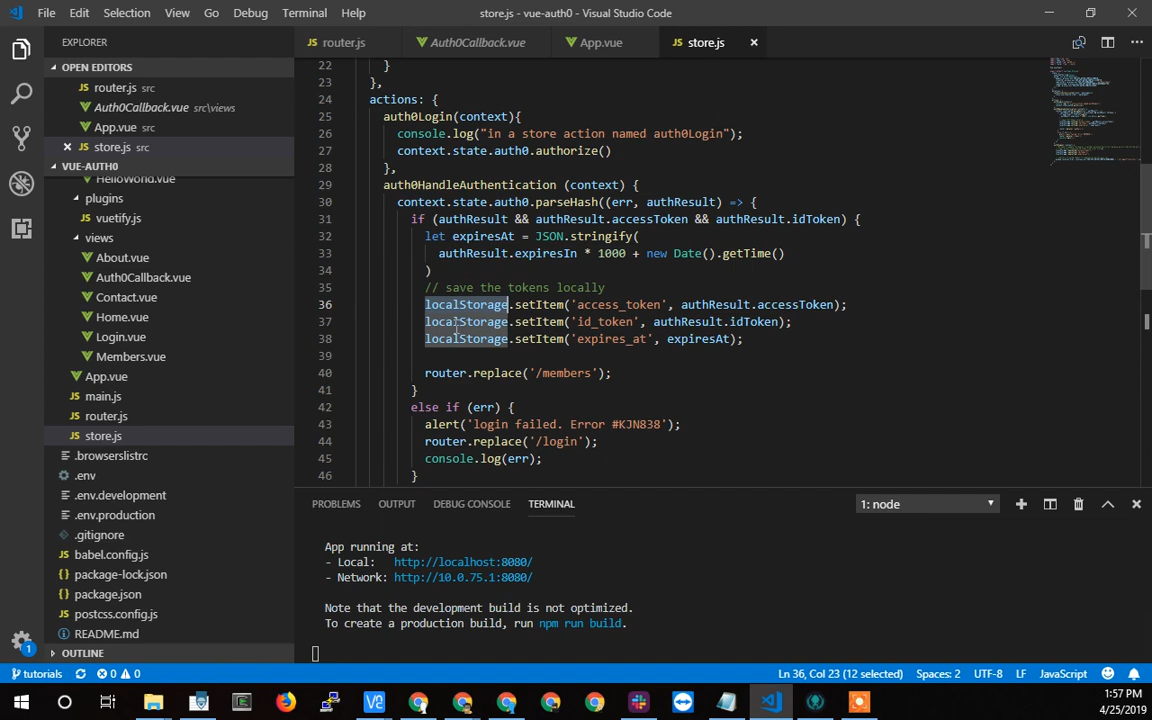 File Edit Selection View Go Debug Terminal Help
store.js - vue-auth0 - Visual Studio Code
EXPLORER
OPEN EDITORS
JS router.js src
Auth0Callback.vue src\views
App.vue src
JS store.js src
VUE-AUTH0
HelloWorld.vue
plugins
JS vuetify.js
views
About.vue
Auth0Callback.vue
Contact.vue
Home.vue
Login.vue
Members.vue
App.vue
JS main.js
JS router.js
JS store.js
.browserslistrc
.env
.env.development
.env.production
.gitignore
JS babel.config.js
{} package-lock.json
{} package.json
JS postcss.config.js
README.md
OUTLINE
JS router.js Auth0Callback.vue App.vue JS store.js
22 }
23 },
24 actions: {
25 auth0Login(context){
26 console.log("in a store action named auth0Login");
27 context.state.auth0.authorize()
28 },
29 auth0HandleAuthentication (context) {
30 context.state.auth0.parseHash((err, authResult) => {
31 if (authResult && authResult.accessToken && authResult.idToken) {
32 let expiresAt = JSON.stringify(
33 authResult.expiresIn * 1000 + new Date().getTime()
34 )
35 // save the tokens locally
36 localStorage.setItem('access_token', authResult.accessToken);
37 localStorage.setItem('id_token', authResult.idToken);
38 localStorage.setItem('expires_at', expiresAt);
39
40 router.replace('/members');
41 }
42 else if (err) {
43 alert('login failed. Error #KJN838');
44 router.replace('/login');
45 console.log(err);
46 }
PROBLEMS OUTPUT DEBUG CONSOLE TERMINAL
1: node
App running at:
- Local: http://localhost:8080/
- Network: http://10.0.75.1:8080/
Note that the development build is not optimized.
To create a production build, run npm run build.
1
tutorials 0 0
Ln 36, Col 23 (12 selected) Spaces: 2 UTF-8 LF JavaScript
1:57 PM
4/25/2019